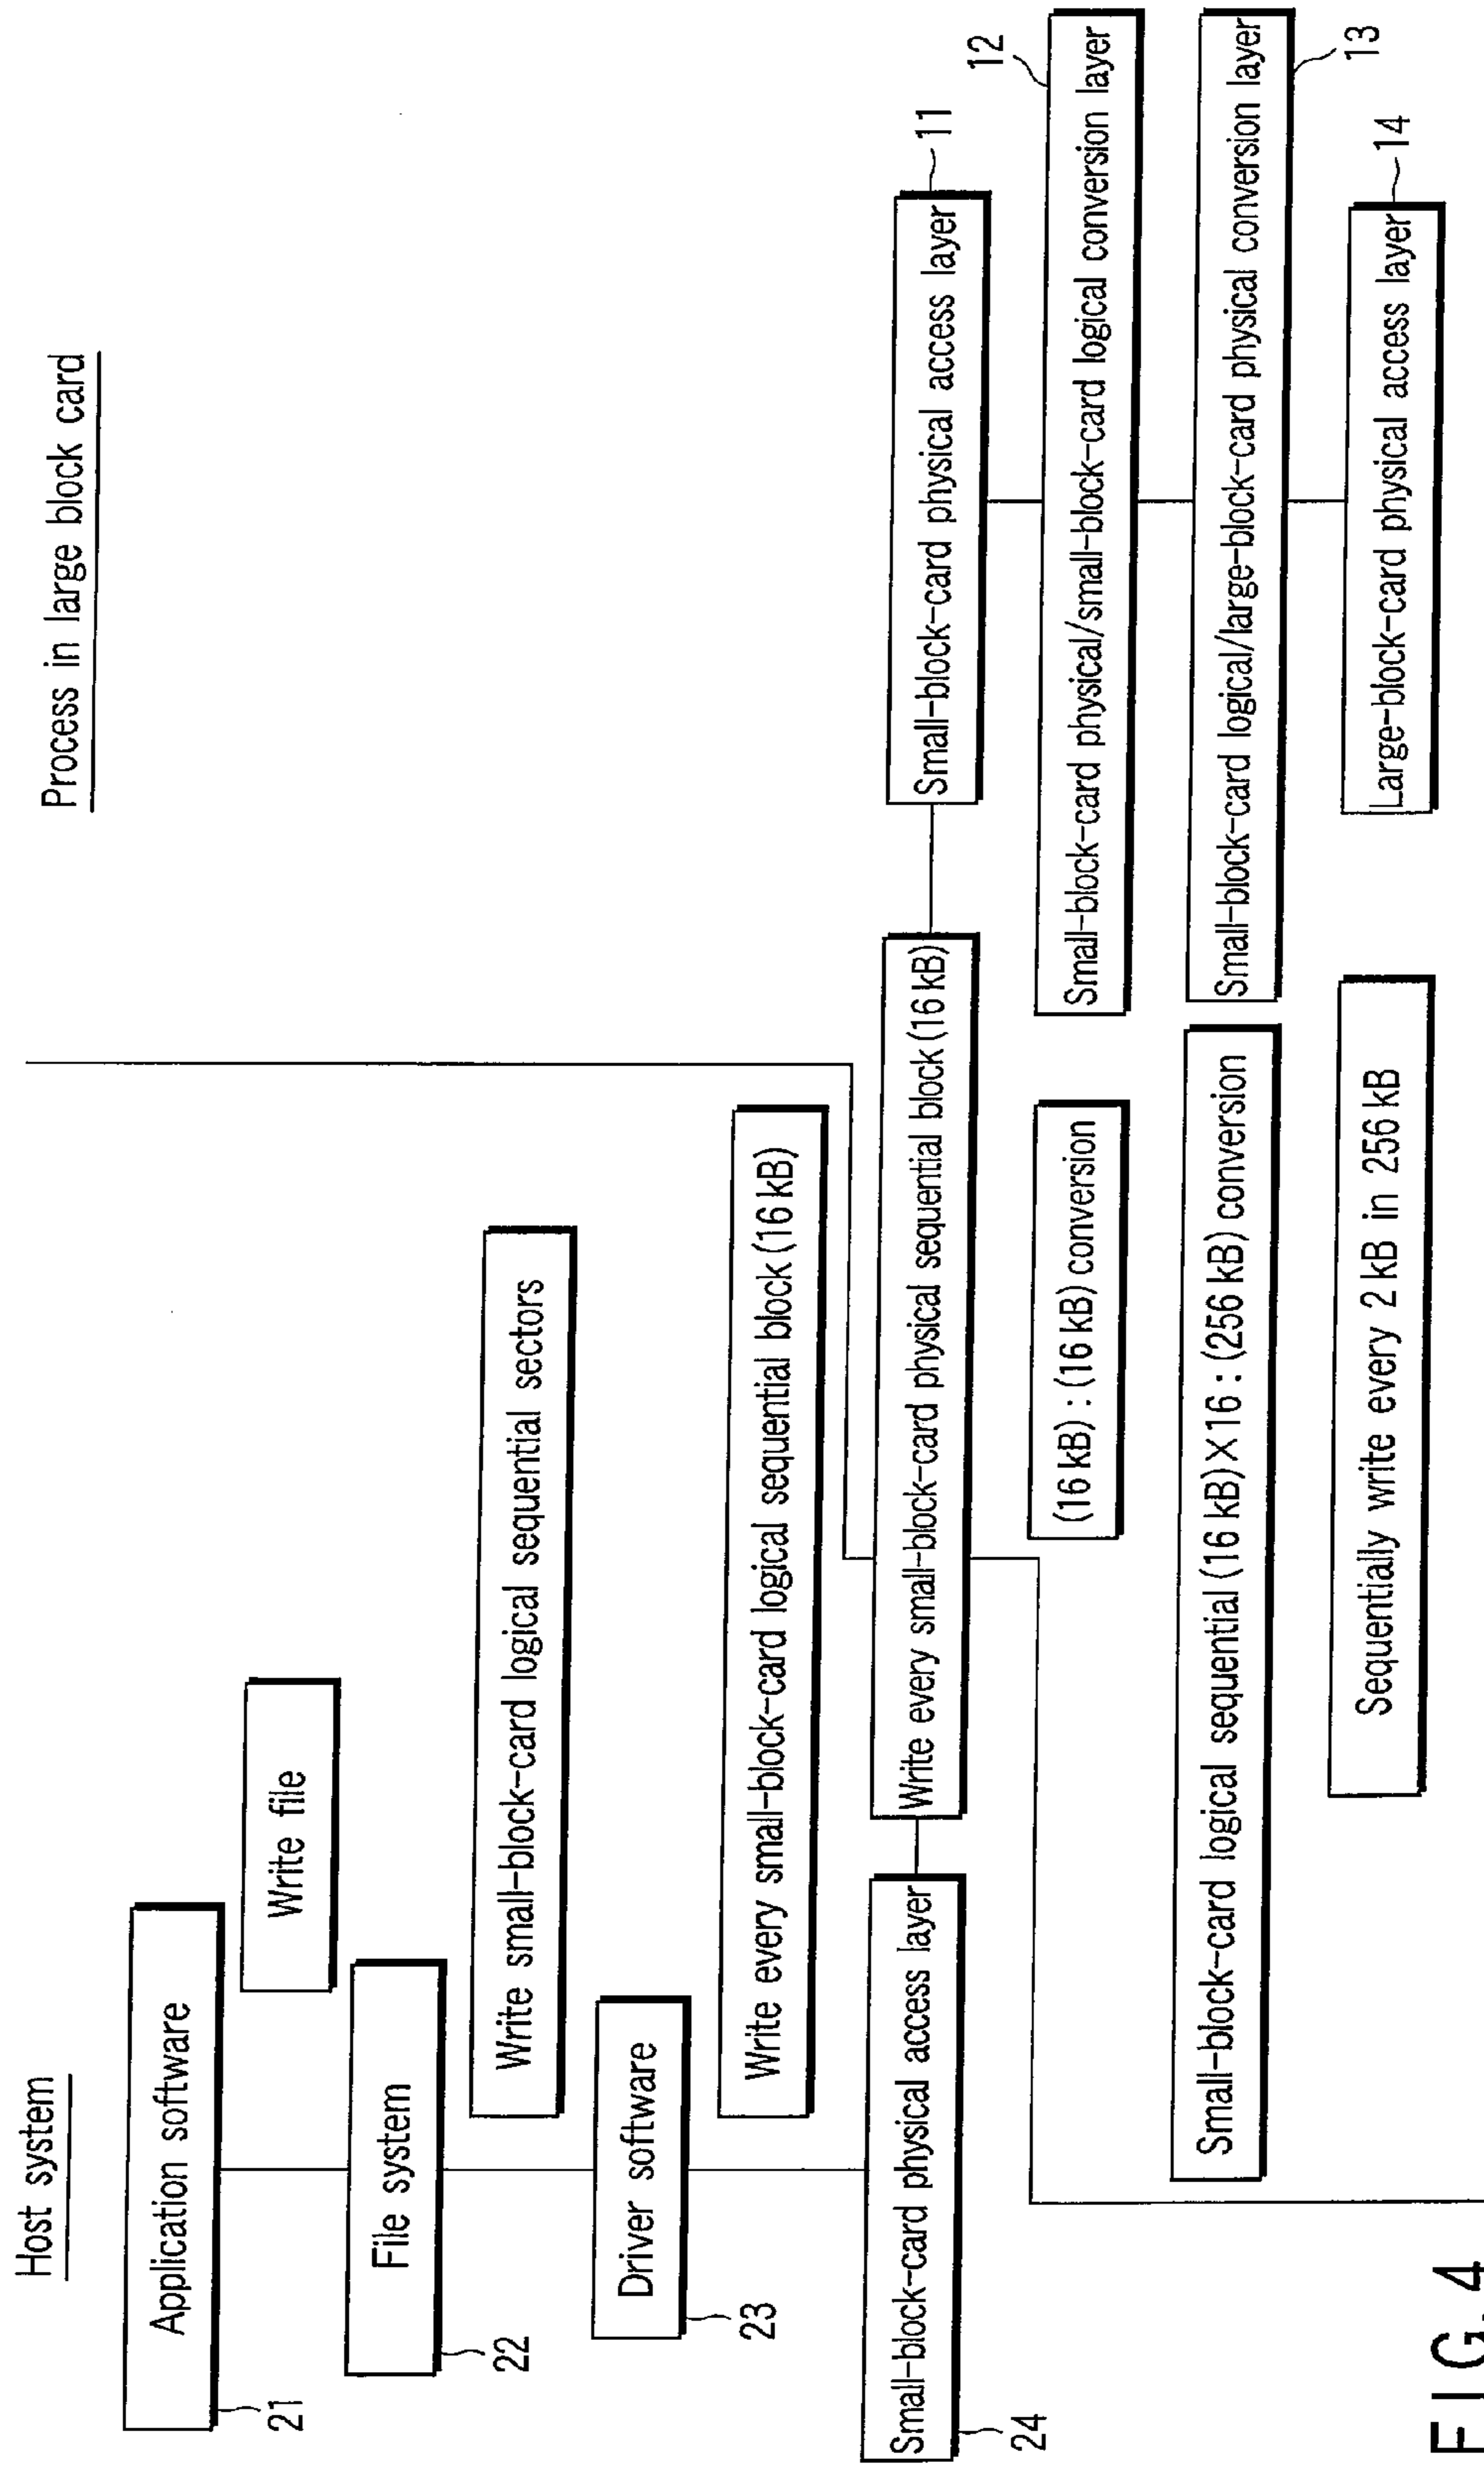 Host system
Process in large block card
Application software
21
Write file
File system
22
Write small-block-card logical sequential sectors
Driver software
23
Write every small-block-card logical sequential block (16 kB)
Small-block-card physical access layer
24
Write every small-block-card physical sequential block (16 kB)
Small-block-card physical access layer
11
(16 kB) : (16 kB) conversion
Small-block-card physical/small-block-card logical conversion layer
12
Small-block-card logical sequential (16 kB)×16 : (256 kB) conversion
Small-block-card logical/large-block-card physical conversion layer
13
Sequentially write every 2 kB in 256 kB
Large-block-card physical access layer
14
FIG. 4